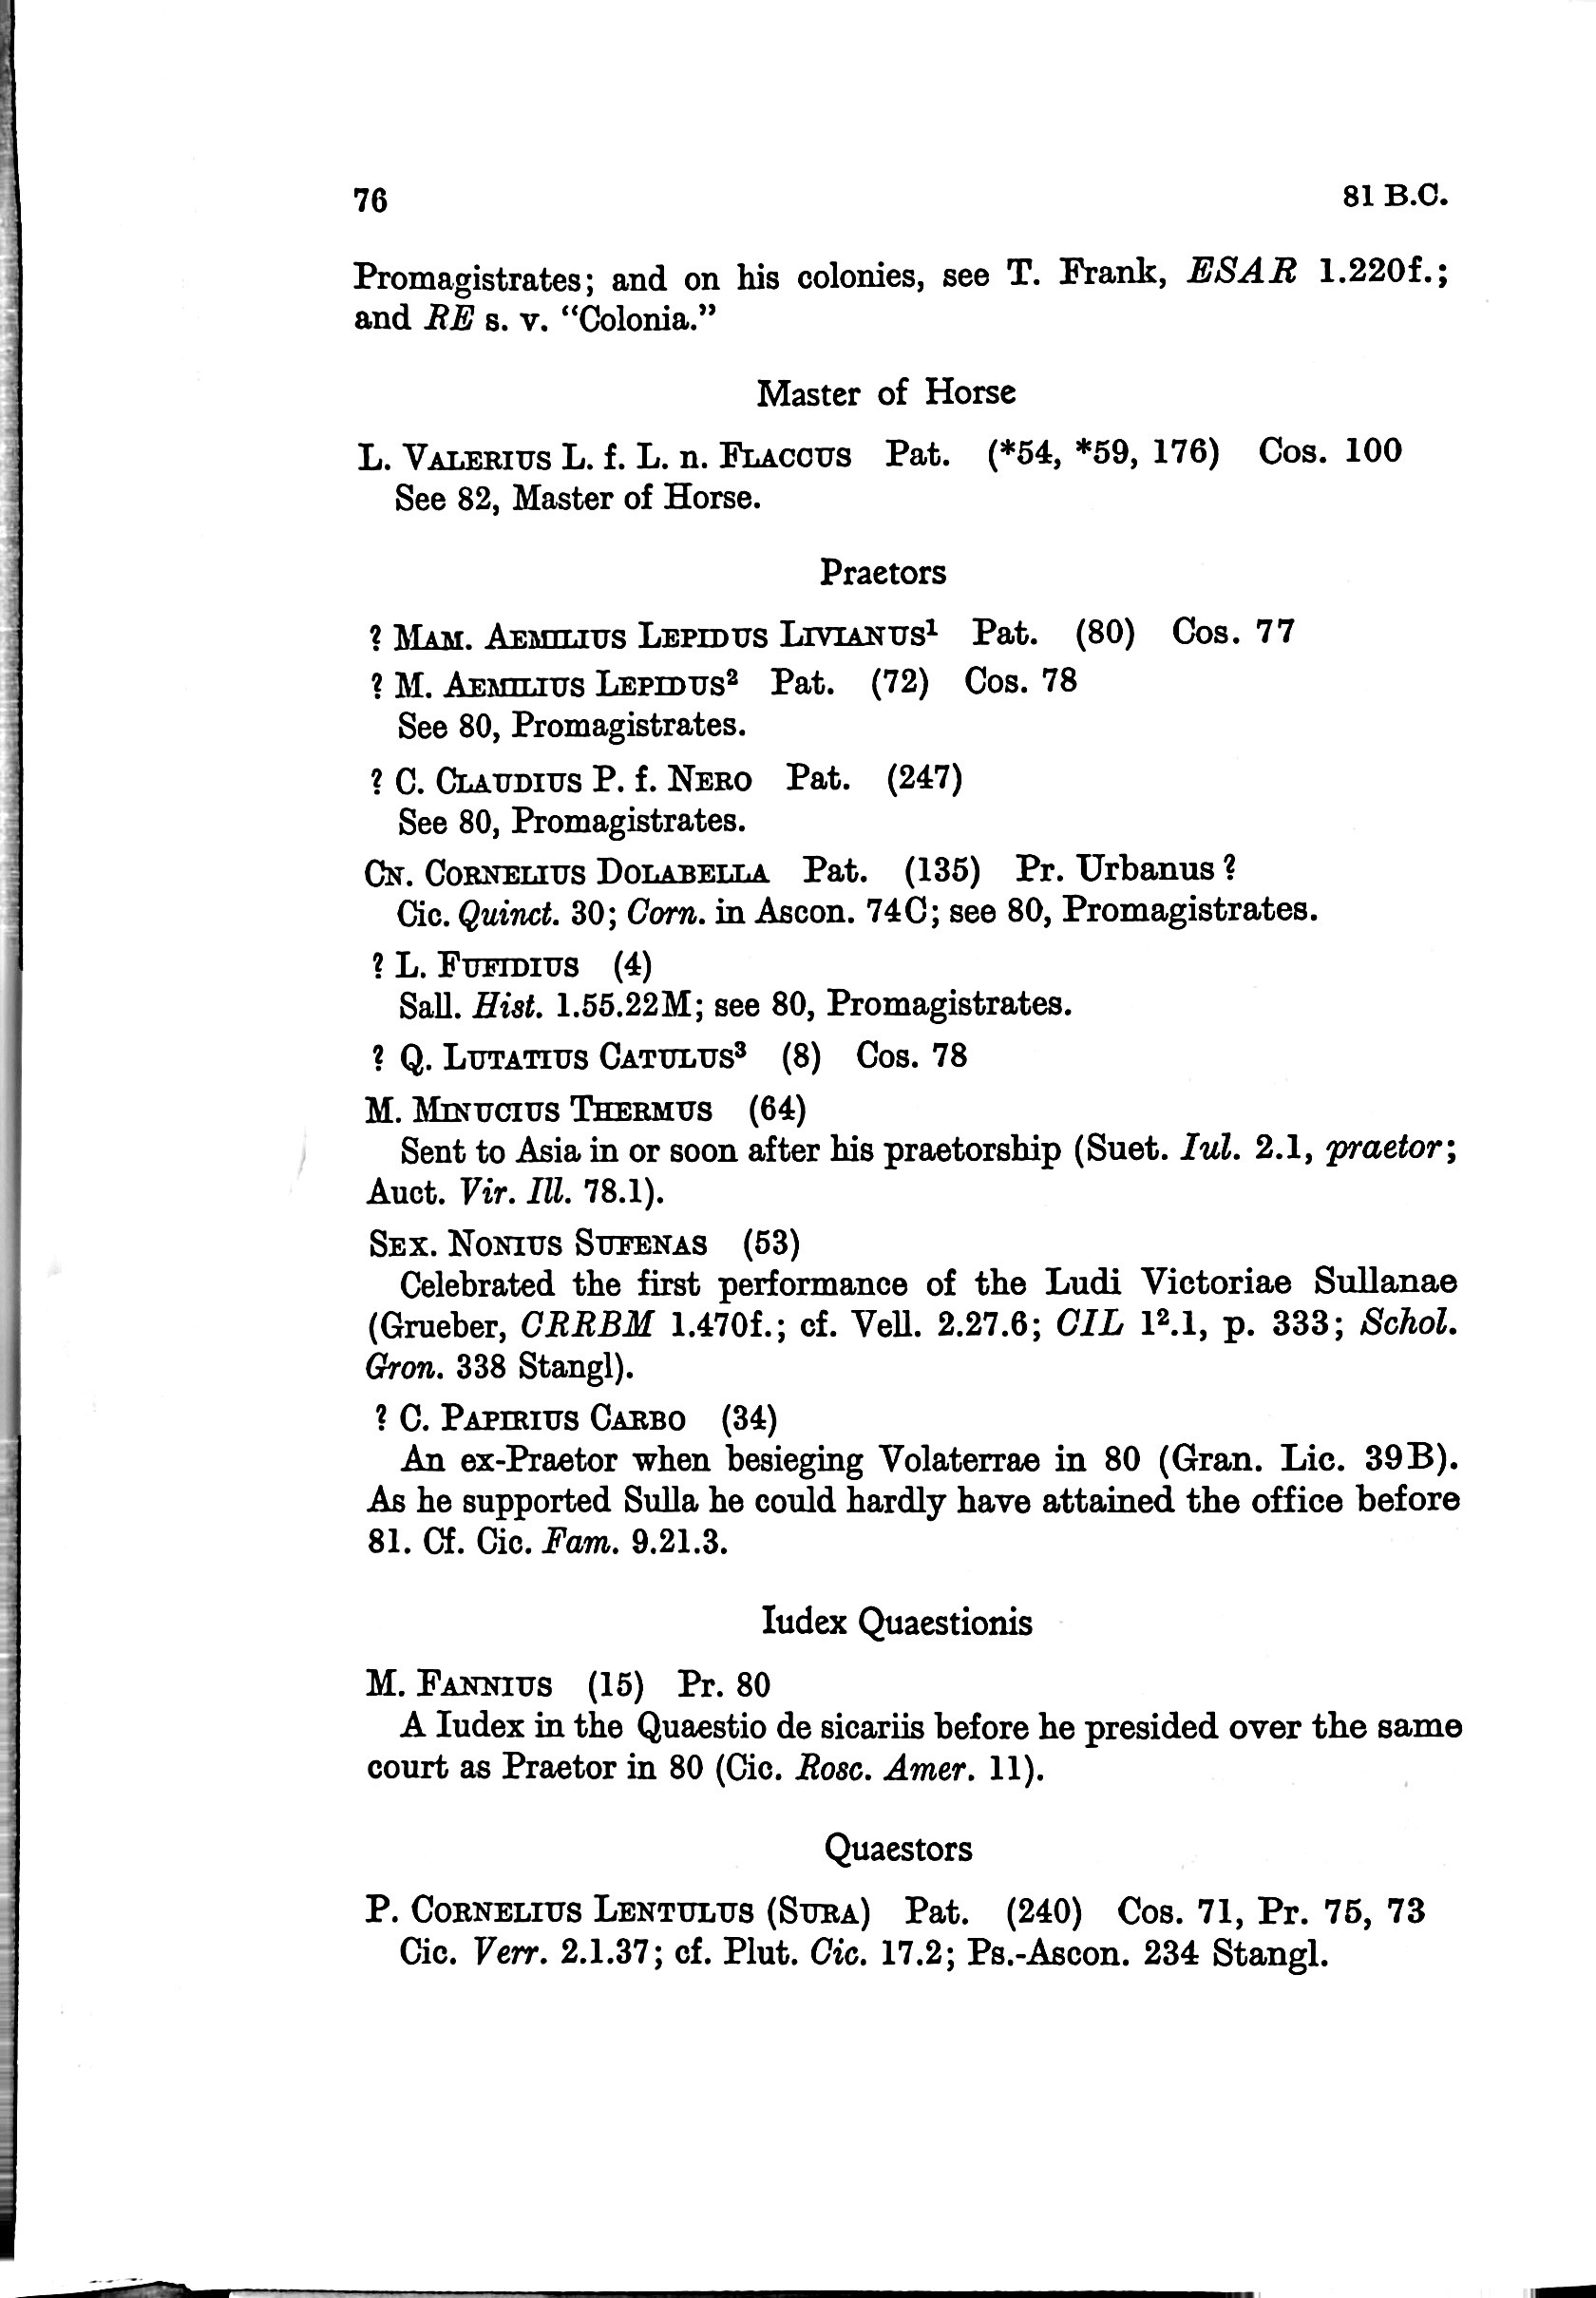 76
81 B.C.
Promagistrates; and on his colonies, see T. Frank, ESAR 1.220f.;
and RE s. v. “Colonia.”
Master of Horse
L. VALERIUS L. f. L. n. FLACCUS Pat. (*54, *59, 176) Cos. 100
See 82, Master of Horse.
Praetors
? MAM. AEMILIUS LEPIDUS LIVIANUS¹ Pat. (80) Cos. 77
? M. AEMILIUS LEPIDUS² Pat. (72) Cos. 78
See 80, Promagistrates.
? C. CLAUDIUS P. f. NERO Pat. (247)
See 80, Promagistrates.
CN. CORNELIUS DOLABELLA Pat. (135) Pr. Urbanus ?
Cic. Quinct. 30; Corn. in Ascon. 74C; see 80, Promagistrates.
? L. FUFIDIUS (4)
Sall. Hist. 1.55.22M; see 80, Promagistrates.
? Q. LUTATIUS CATULUS³ (8) Cos. 78
M. MINUCIUS THERMUS (64)
Sent to Asia in or soon after his praetorship (Suet. Iul. 2.1, praetor;
Auct. Vir. Ill. 78.1).
SEX. NONIUS SUFENAS (53)
Celebrated the first performance of the Ludi Victoriae Sullanae
(Grueber, CRRBM 1.470f.; cf. Vell. 2.27.6; CIL 1².1, p. 333; Schol.
Gron. 338 Stangl).
? C. PAPIRIUS CARBO (34)
An ex-Praetor when besieging Volaterrae in 80 (Gran. Lic. 39B).
As he supported Sulla he could hardly have attained the office before
81. Cf. Cic. Fam. 9.21.3.
Iudex Quaestionis
M. FANNIUS (15) Pr. 80
A Iudex in the Quaestio de sicariis before he presided over the same
court as Praetor in 80 (Cic. Rosc. Amer. 11).
Quaestors
P. CORNELIUS LENTULUS (SURA) Pat. (240) Cos. 71, Pr. 75, 73
Cic. Verr. 2.1.37; cf. Plut. Cic. 17.2; Ps.-Ascon. 234 Stangl.